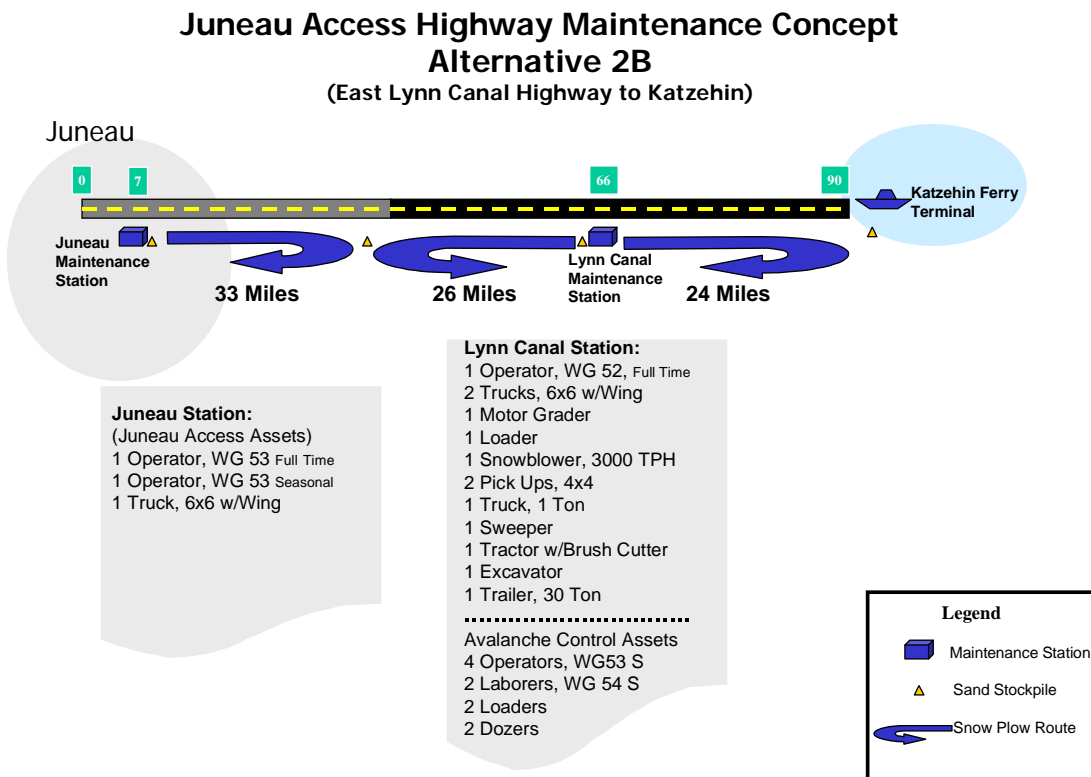 Juneau Access Highway Maintenance Concept
Alternative 2B
(East Lynn Canal Highway to Katzehin)
Juneau
0
7
66
90
Katzehin Ferry
Terminal
Juneau
Maintenance
Station
Lynn Canal
Maintenance
Station
33 Miles
26 Miles
24 Miles
Juneau Station:
(Juneau Access Assets)
1 Operator, WG 53 Full Time
1 Operator, WG 53 Seasonal
1 Truck, 6x6 w/Wing
Lynn Canal Station:
1 Operator, WG 52, Full Time
2 Trucks, 6x6 w/Wing
1 Motor Grader
1 Loader
1 Snowblower, 3000 TPH
2 Pick Ups, 4x4
1 Truck, 1 Ton
1 Sweeper
1 Tractor w/Brush Cutter
1 Excavator
1 Trailer, 30 Ton
Avalanche Control Assets
4 Operators, WG53 S
2 Laborers, WG 54 S
2 Loaders
2 Dozers
Legend
Maintenance Station
Sand Stockpile
Snow Plow Route